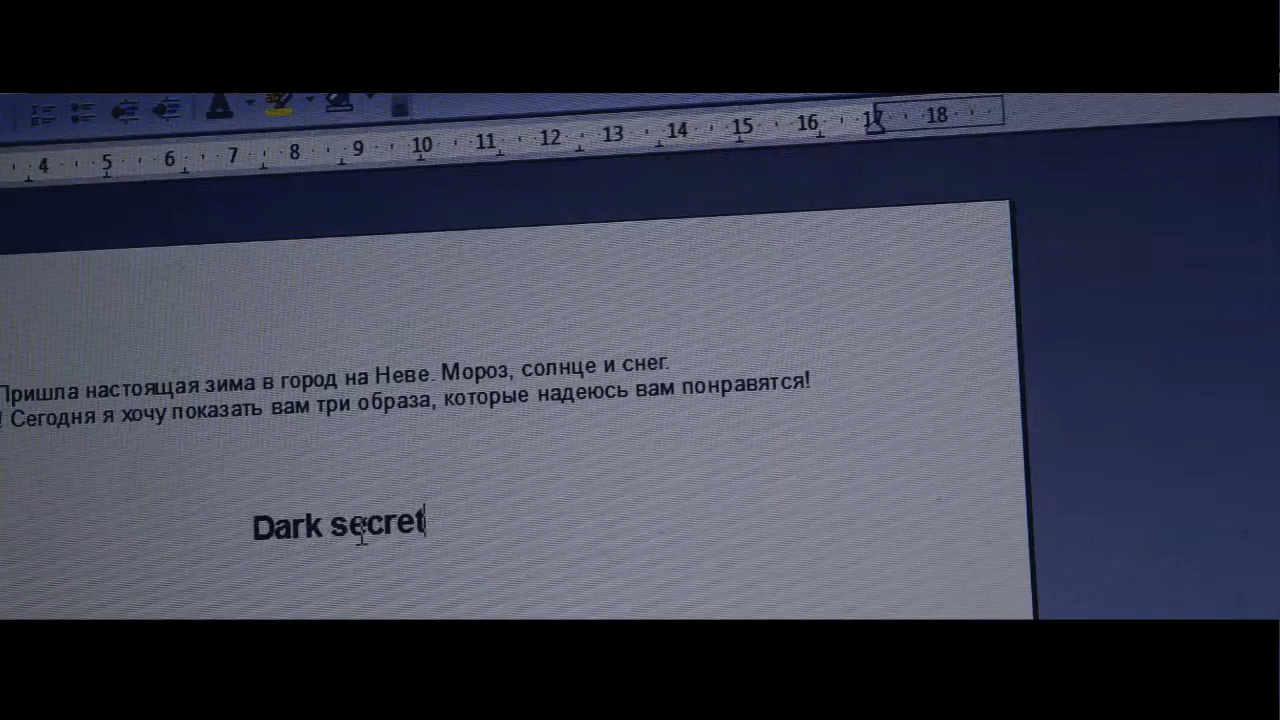 4 5 6 7 8 9 10 11 12 13 14 15 16 17 18
Пришла настоящая зима в город на Неве. Мороз, солнце и снег.
! Сегодня я хочу показать вам три образа, которые надеюсь вам понравятся!
Dark secret